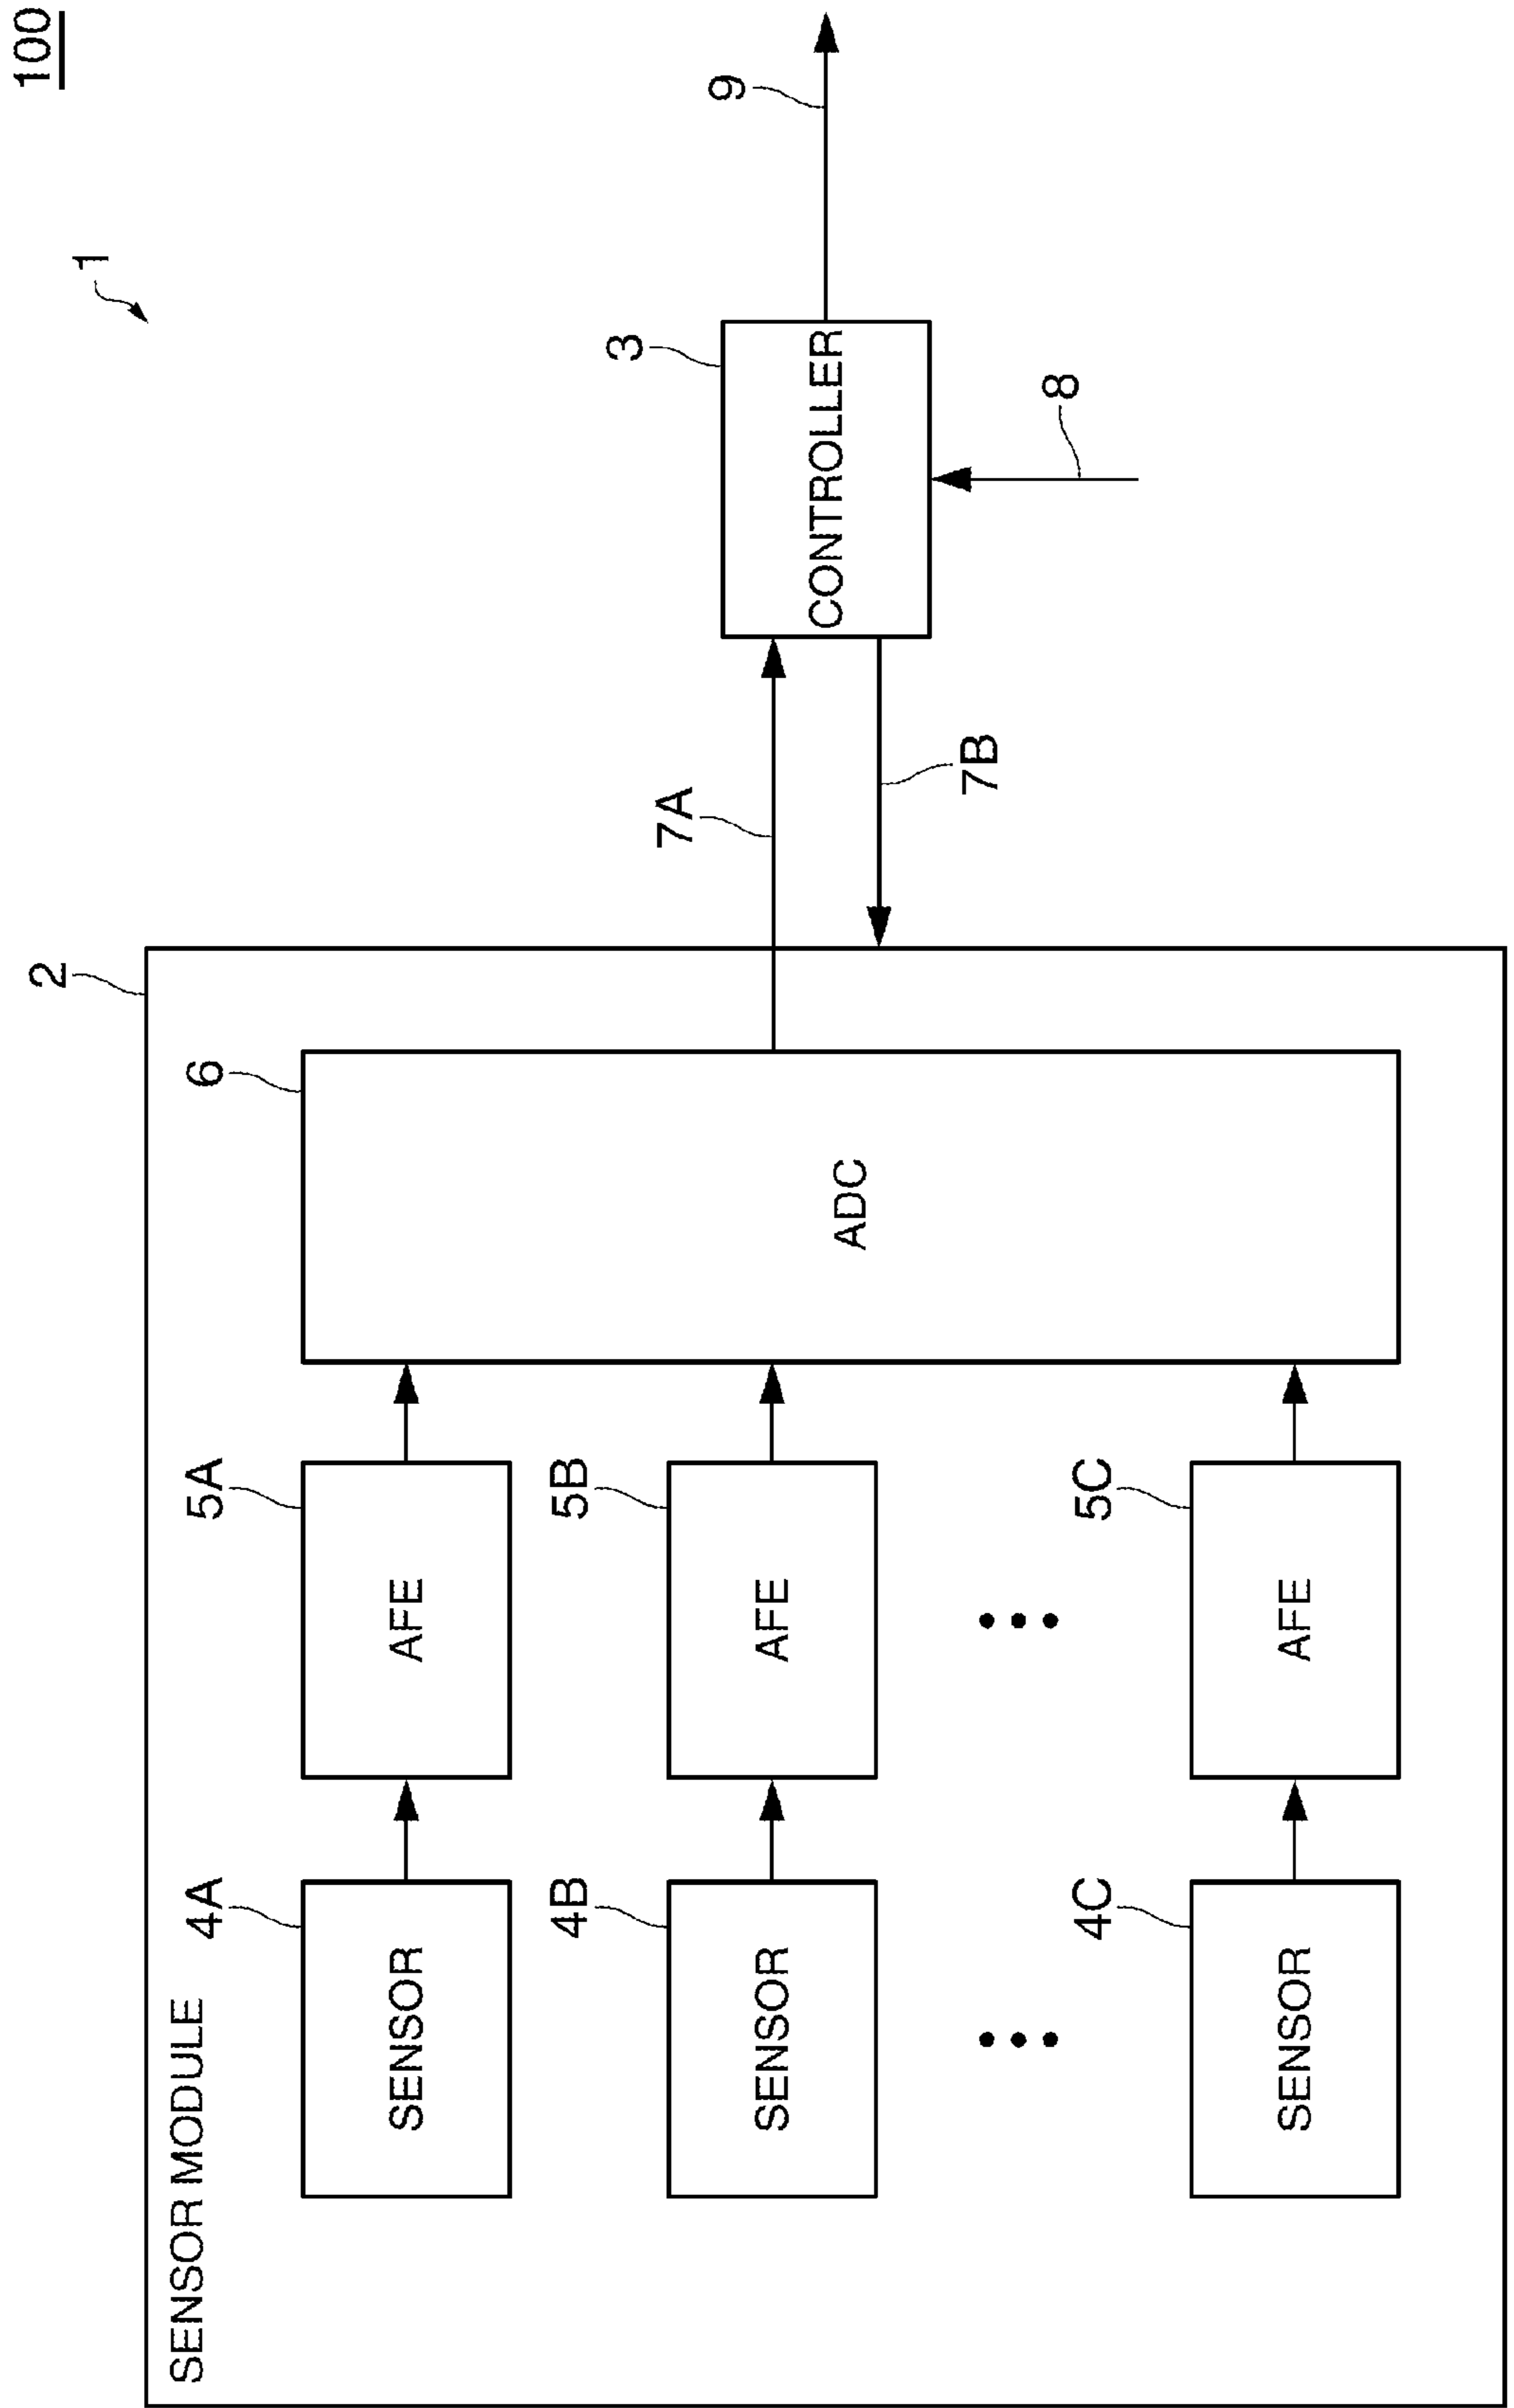 100
1
SENSOR MODULE
2
4A
5A
6
SENSOR
AFE
4B
5B
SENSOR
AFE
ADC
4C
5C
SENSOR
AFE
7A
7B
3
CONTROLLER
9
8